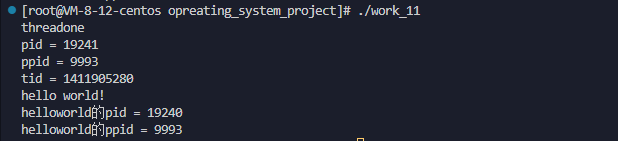 [root@VM-8-12-centos opreating_system_project]# ./work_11
threadone
pid = 19241
ppid = 9993
tid = 1411905280
hello world!
helloworld的pid = 19240
helloworld的ppid = 9993